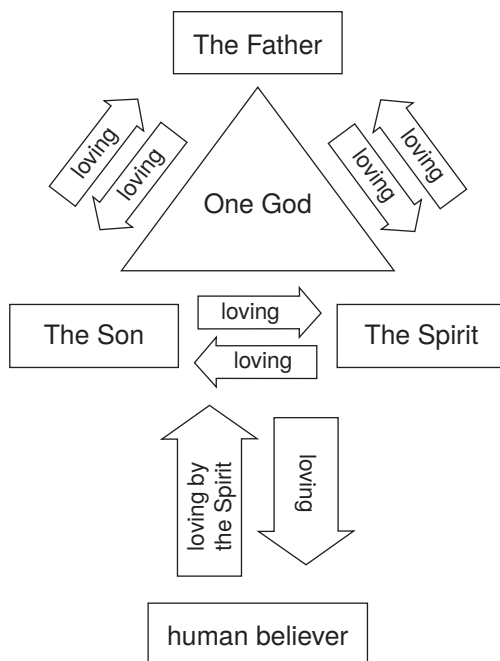 The Father
loving
loving
loving
loving
One God
The Son
loving
loving
The Spirit
loving by
the Spirit
loving
human believer